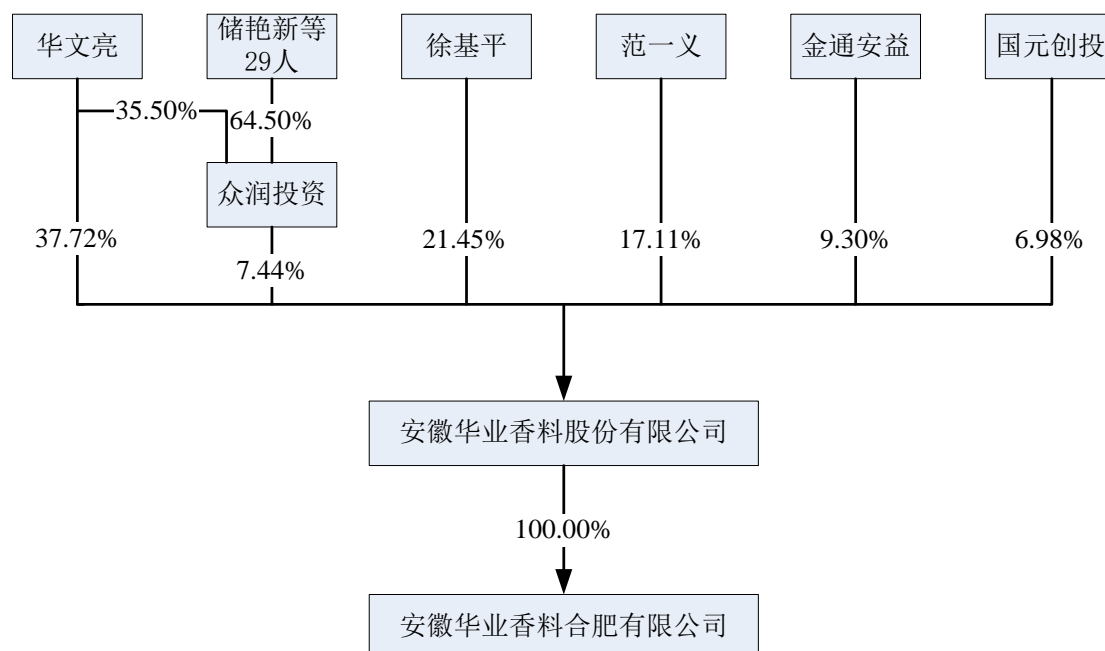 华文亮
储艳新等
29人
徐基平
范一义
金通安益
国元创投
35.50%
64.50%
众润投资
37.72%
7.44%
21.45%
17.11%
9.30%
6.98%
安徽华业香料股份有限公司
100.00%
安徽华业香料合肥有限公司